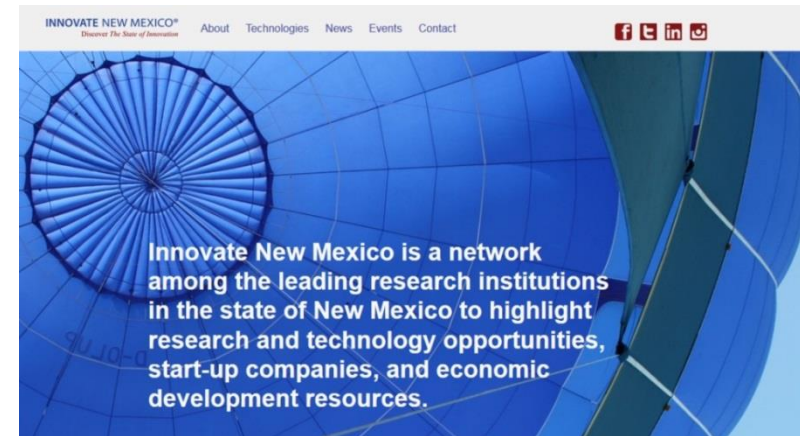 INNOVATE NEW MEXICO®
Discover The State of Innovation
About Technologies News Events Contact
Innovate New Mexico is a network
among the leading research institutions
in the state of New Mexico to highlight
research and technology opportunities,
start-up companies, and economic
development resources.
D-OLUP